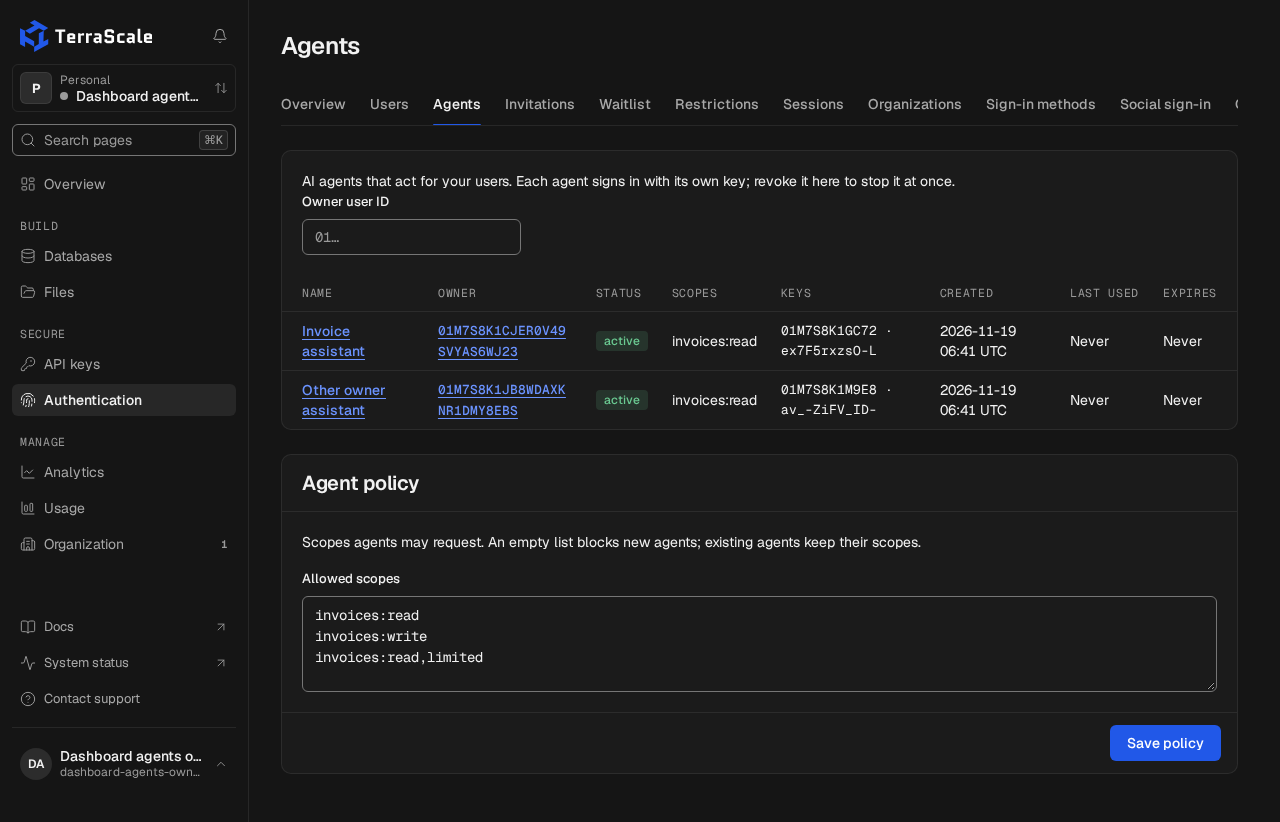 TerraScale
P
Personal
Dashboard agent...
Search pages
⌘K
Overview
BUILD
Databases
Files
SECURE
API keys
Authentication
MANAGE
Analytics
Usage
Organization
1
Docs
System status
Contact support
DA
Dashboard agents o...
dashboard-agents-own...
Agents
Overview Users Agents Invitations Waitlist Restrictions Sessions Organizations Sign-in methods Social sign-in
AI agents that act for your users. Each agent signs in with its own key; revoke it here to stop it at once.
Owner user ID
01…
NAME OWNER STATUS SCOPES KEYS CREATED LAST USED EXPIRES
Invoice assistant
01M7S8K1CJER0V49
SVYAS6WJ23
active
invoices:read
01M7S8K1GC72 ·
ex7F5rxzsO-L
2026-11-19
06:41 UTC
Never
Never
Other owner assistant
01M7S8K1JB8WDAXK
NR1DMY8EBS
active
invoices:read
01M7S8K1M9E8 ·
av_-ZiFV_ID-
2026-11-19
06:41 UTC
Never
Never
Agent policy
Scopes agents may request. An empty list blocks new agents; existing agents keep their scopes.
Allowed scopes
invoices:read
invoices:write
invoices:read,limited
Save policy